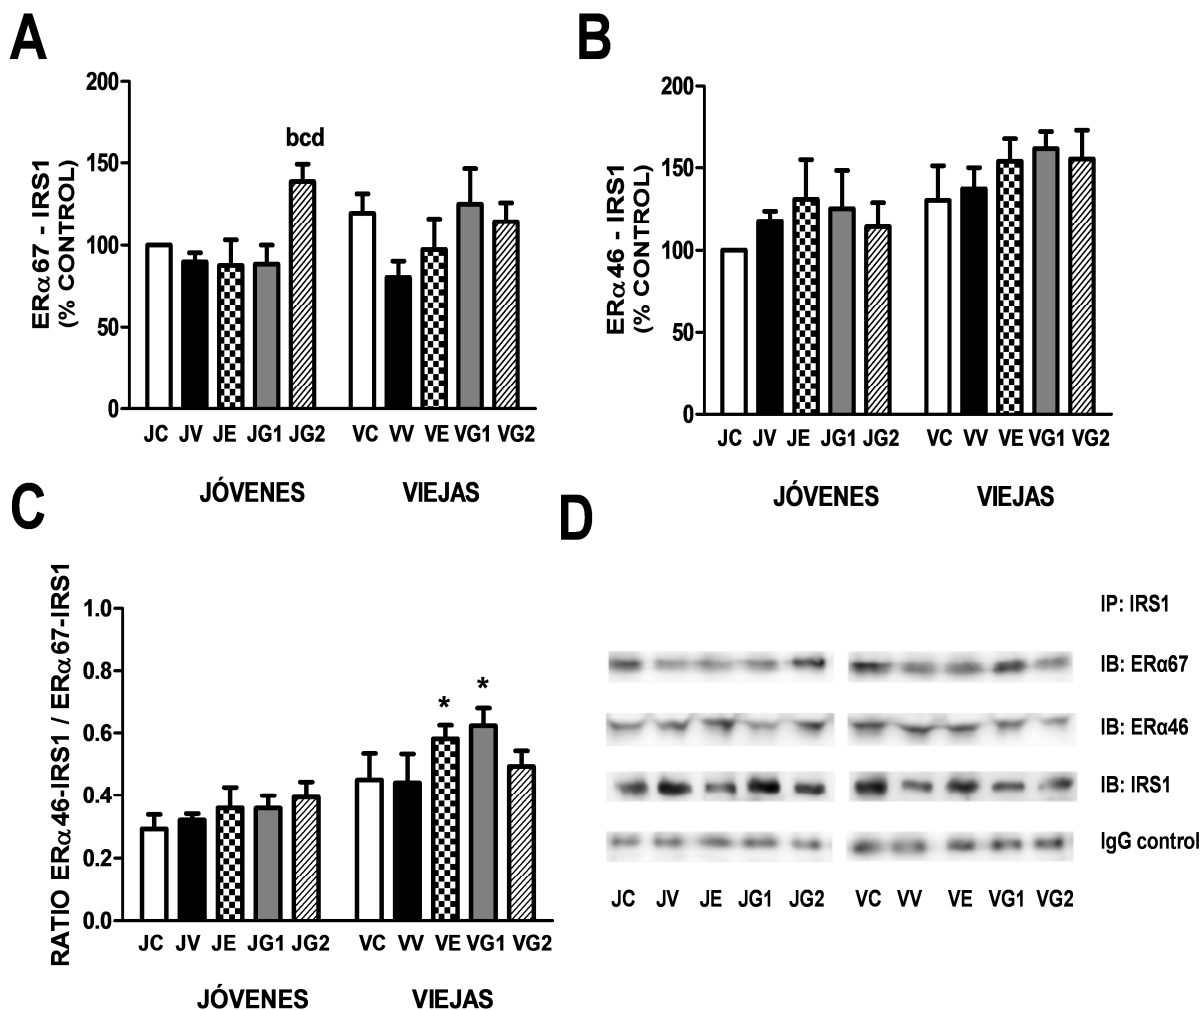 A
ERα67 - IRS1
(% CONTROL)
200
150
100
50
0
bcd
JC JV JE JG1 JG2 VC VV VE VG1 VG2
JÓVENES VIEJAS
B
ERα46 - IRS1
(% CONTROL)
200
150
100
50
0
JC JV JE JG1 JG2 VC VV VE VG1 VG2
JÓVENES VIEJAS
C
RATIO ERα46-IRS1 / ERα67-IRS1
1.0
0.8
0.6
0.4
0.2
0.0
* *
JC JV JE JG1 JG2 VC VV VE VG1 VG2
JÓVENES VIEJAS
D
IP: IRS1
IB: ERα67
IB: ERα46
IB: IRS1
IgG control
JC JV JE JG1 JG2 VC VV VE VG1 VG2